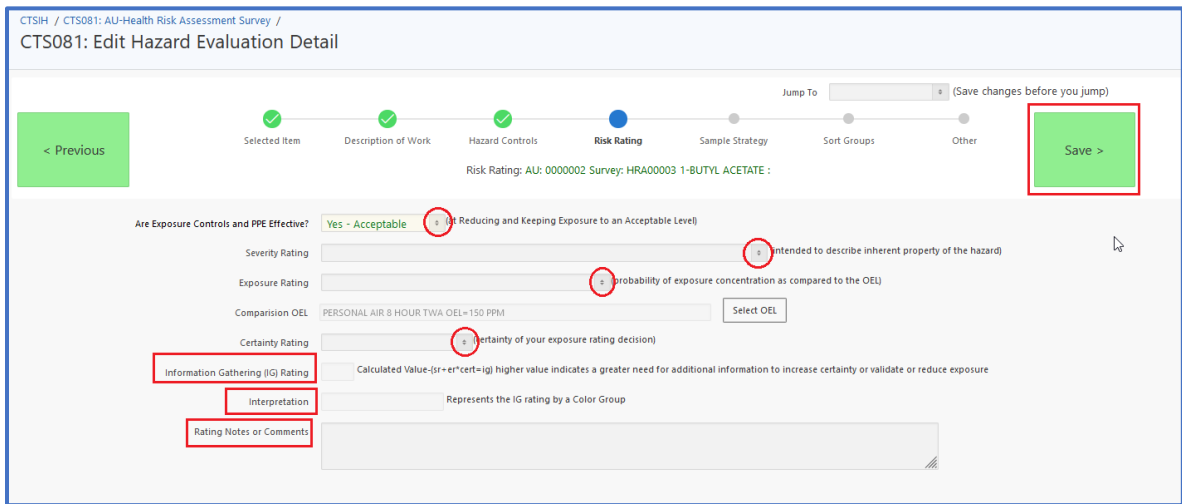 CTSIH / CTS081: AU-Health Risk Assessment Survey /
CTS081: Edit Hazard Evaluation Detail
Jump To (Save changes before you jump)
< Previous
Selected Item Description of Work Hazard Controls Risk Rating Sample Strategy Sort Groups Other
Save >
Risk Rating: AU: 0000002 Survey: HRA00003 1-BUTYL ACETATE :
Are Exposure Controls and PPE Effective? Yes - Acceptable (at Reducing and Keeping Exposure to an Acceptable Level)
Severity Rating (intended to describe inherent property of the hazard)
Exposure Rating (probability of exposure concentration as compared to the OEL)
Comparision OEL PERSONAL AIR 8 HOUR TWA OEL=150 PPM Select OEL
Certainty Rating (certainty of your exposure rating decision)
Information Gathering (IG) Rating Calculated Value-(sr+er*cert=ig) higher value indicates a greater need for additional information to increase certainty or validate or reduce exposure
Interpretation Represents the IG rating by a Color Group
Rating Notes or Comments